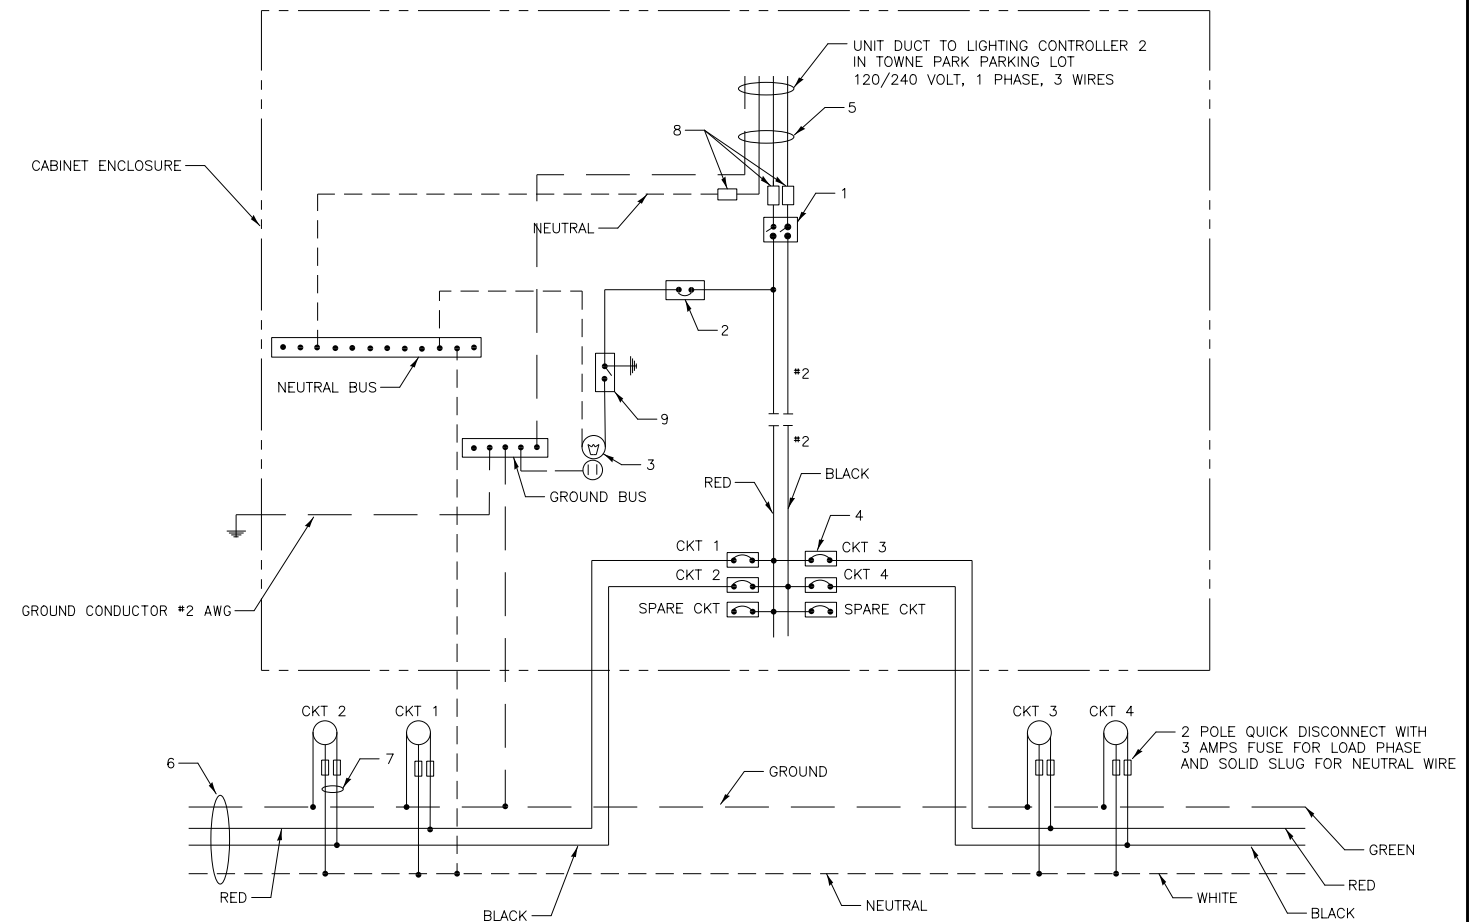 UNIT DUCT TO LIGHTING CONTROLLER 2
IN TOWNE PARK PARKING LOT
120/240 VOLT, 1 PHASE, 3 WIRES
5
8
CABINET ENCLOSURE
1
NEUTRAL
2
#2
NEUTRAL BUS
9
#2
3
BLACK
RED
GROUND BUS
4
CKT 1
CKT 3
CKT 2
CKT 4
SPARE CKT
SPARE CKT
GROUND CONDUCTOR #2 AWG
CKT 2
CKT 1
CKT 3
CKT 4
2 POLE QUICK DISCONNECT WITH
3 AMPS FUSE FOR LOAD PHASE
AND SOLID SLUG FOR NEUTRAL WIRE
7
6
GROUND
GREEN
RED
RED
WHITE
NEUTRAL
BLACK
BLACK